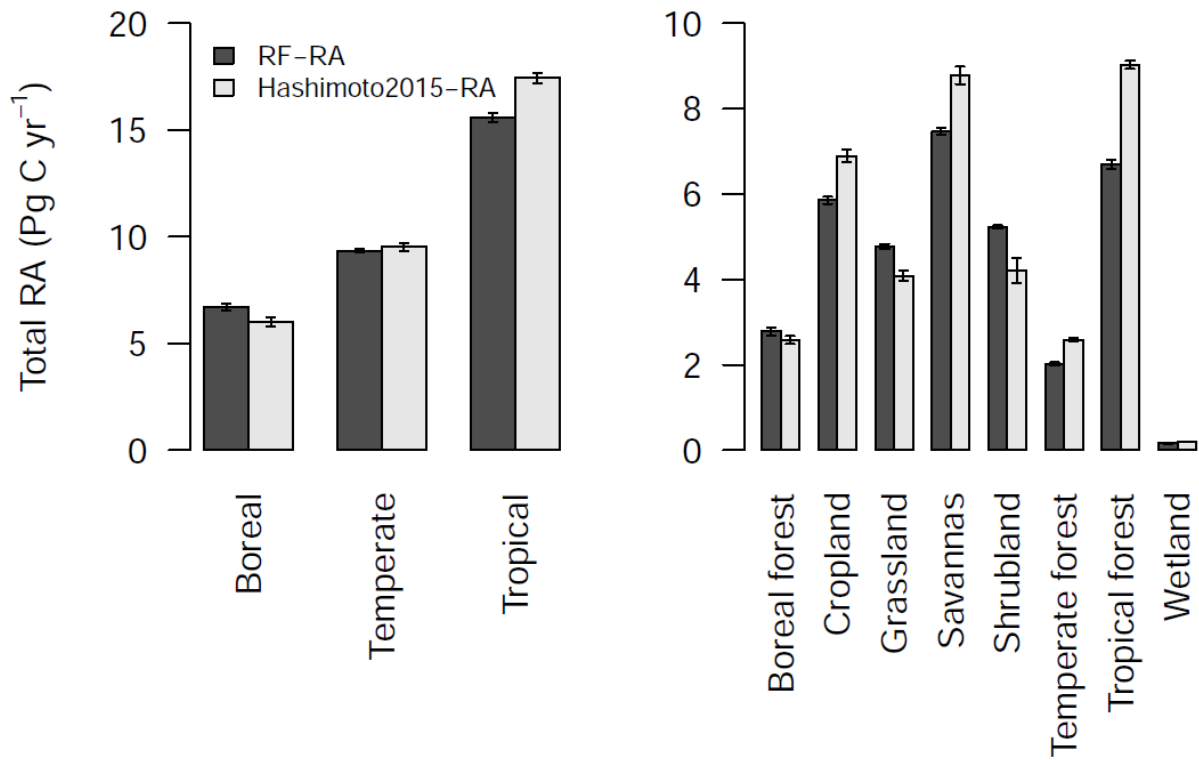 Total RA (Pg C yr⁻¹)
20
15
10
5
0
RF−RA
Hashimoto2015−RA
Boreal
Temperate
Tropical
10
8
6
4
2
0
Boreal forest
Cropland
Grassland
Savannas
Shrubland
Temperate forest
Tropical forest
Wetland